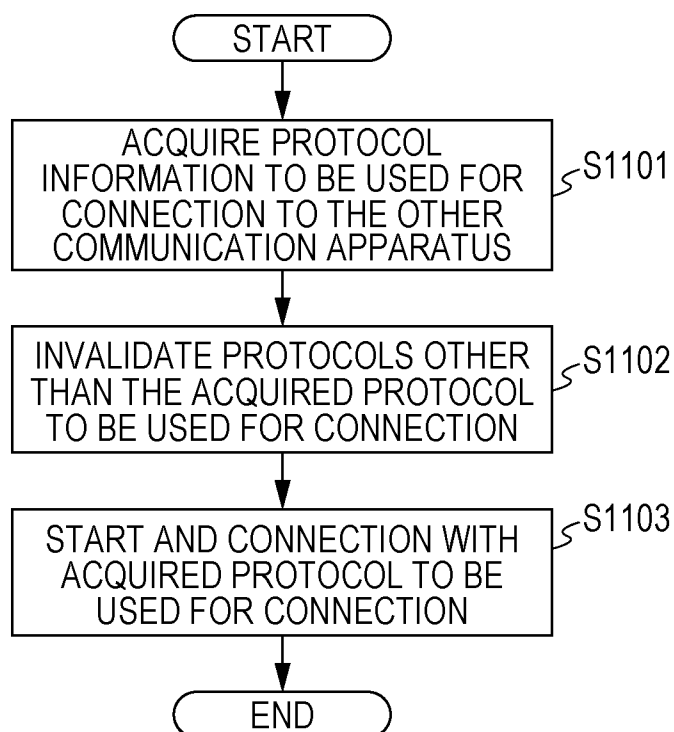 START
ACQUIRE PROTOCOL
INFORMATION TO BE USED FOR
CONNECTION TO THE OTHER
COMMUNICATION APPARATUS
S1101
INVALIDATE PROTOCOLS OTHER
THAN THE ACQUIRED PROTOCOL
TO BE USED FOR CONNECTION
S1102
START AND CONNECTION WITH
ACQUIRED PROTOCOL TO BE
USED FOR CONNECTION
S1103
END